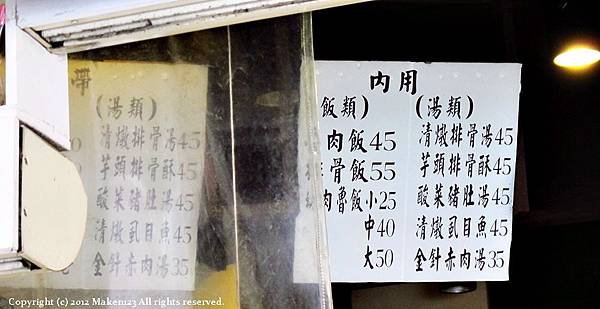 帶
(湯類)
清燉排骨湯45
芋頭排骨酥45
酸菜豬肚湯45
清燉虱目魚45
金針赤肉湯35
內用
飯類)
肉飯45
骨飯55
肉魯飯小25
中40
大50
(湯類)
清燉排骨湯45
芋頭排骨酥45
酸菜豬肚湯45
清燉虱目魚45
金針赤肉湯35
Copyright (c) 2012 Maken123 All rights reserved.